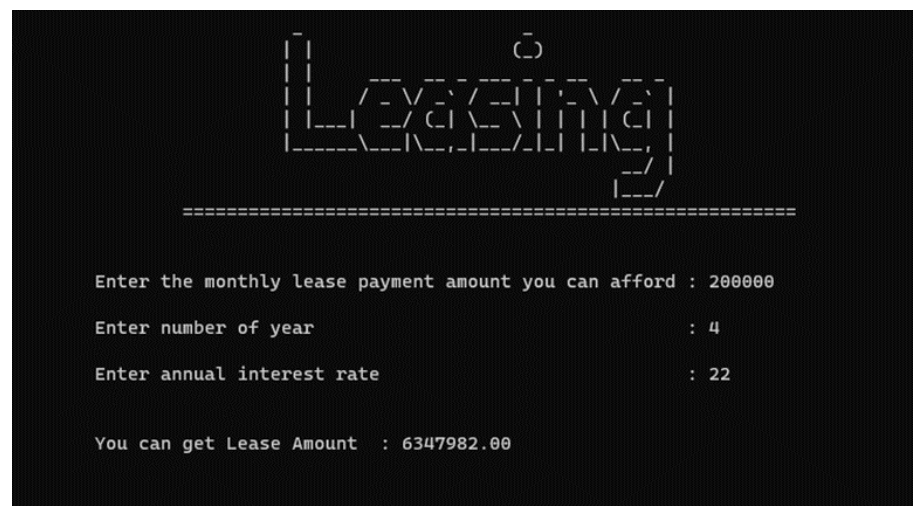 Leasing
Enter the monthly lease payment amount you can afford : 200000
Enter number of year : 4
Enter annual interest rate : 22
You can get Lease Amount : 6347982.00